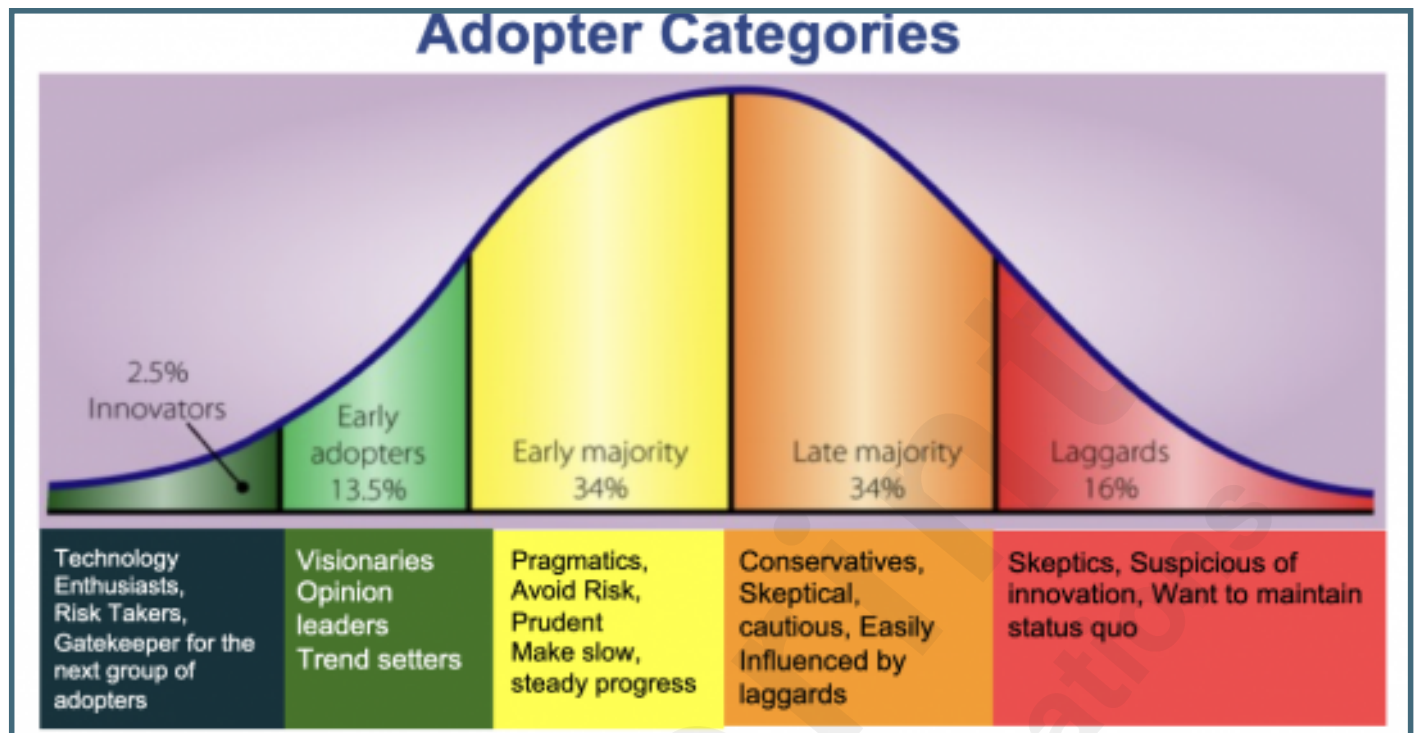 Adopter Categories
2.5%
Innovators
Early
adopters
13.5%
Early majority
34%
Late majority
34%
Laggards
16%
Technology
Enthusiasts,
Risk Takers,
Gatekeeper for the
next group of
adopters
Visionaries
Opinion
leaders
Trend setters
Pragmatics,
Avoid Risk,
Prudent
Make slow,
steady progress
Conservatives,
Skeptical,
cautious, Easily
Influenced by
laggards
Skeptics, Suspicious of
innovation, Want to maintain
status quo